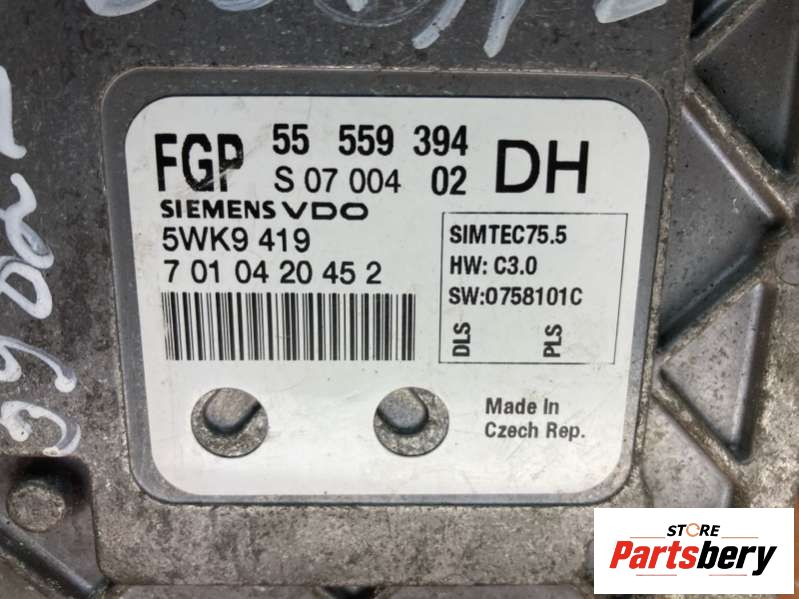 FGP 55 559 394 DH
S 07 004 02
SIEMENS VDO
5WK9 419
7 01 04 20 45 2
SIMTEC75.5
HW: C3.0
SW:0758101C
DLS PLS
Made In
Czech Rep.
STORE
Partsbery